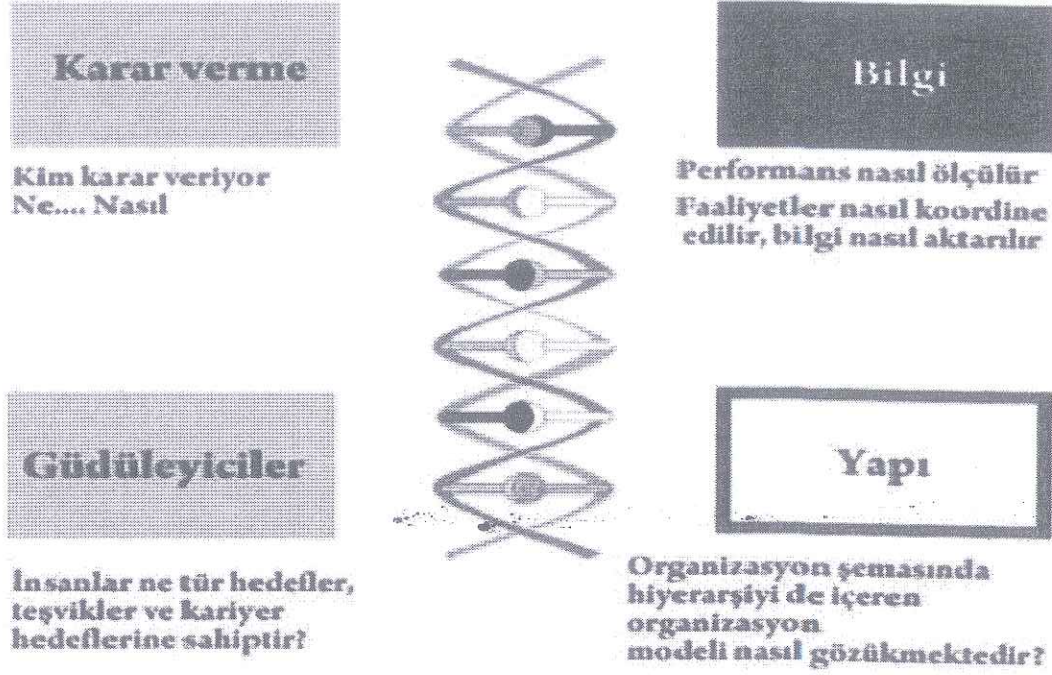 Karar verme
Kim karar veriyor
Ne.... Nasıl
Bilgi
Performans nasıl ölçülür
Faaliyetler nasıl koordine
edilir, bilgi nasıl aktarılır
Güdüleyiciler
İnsanlar ne tür hedefler,
teşvikler ve kariyer
hedeflerine sahiptir?
Yapı
Organizasyon şemasında
hiyerarşiyi de içeren
organizasyon
modeli nasıl gözükmektedir?